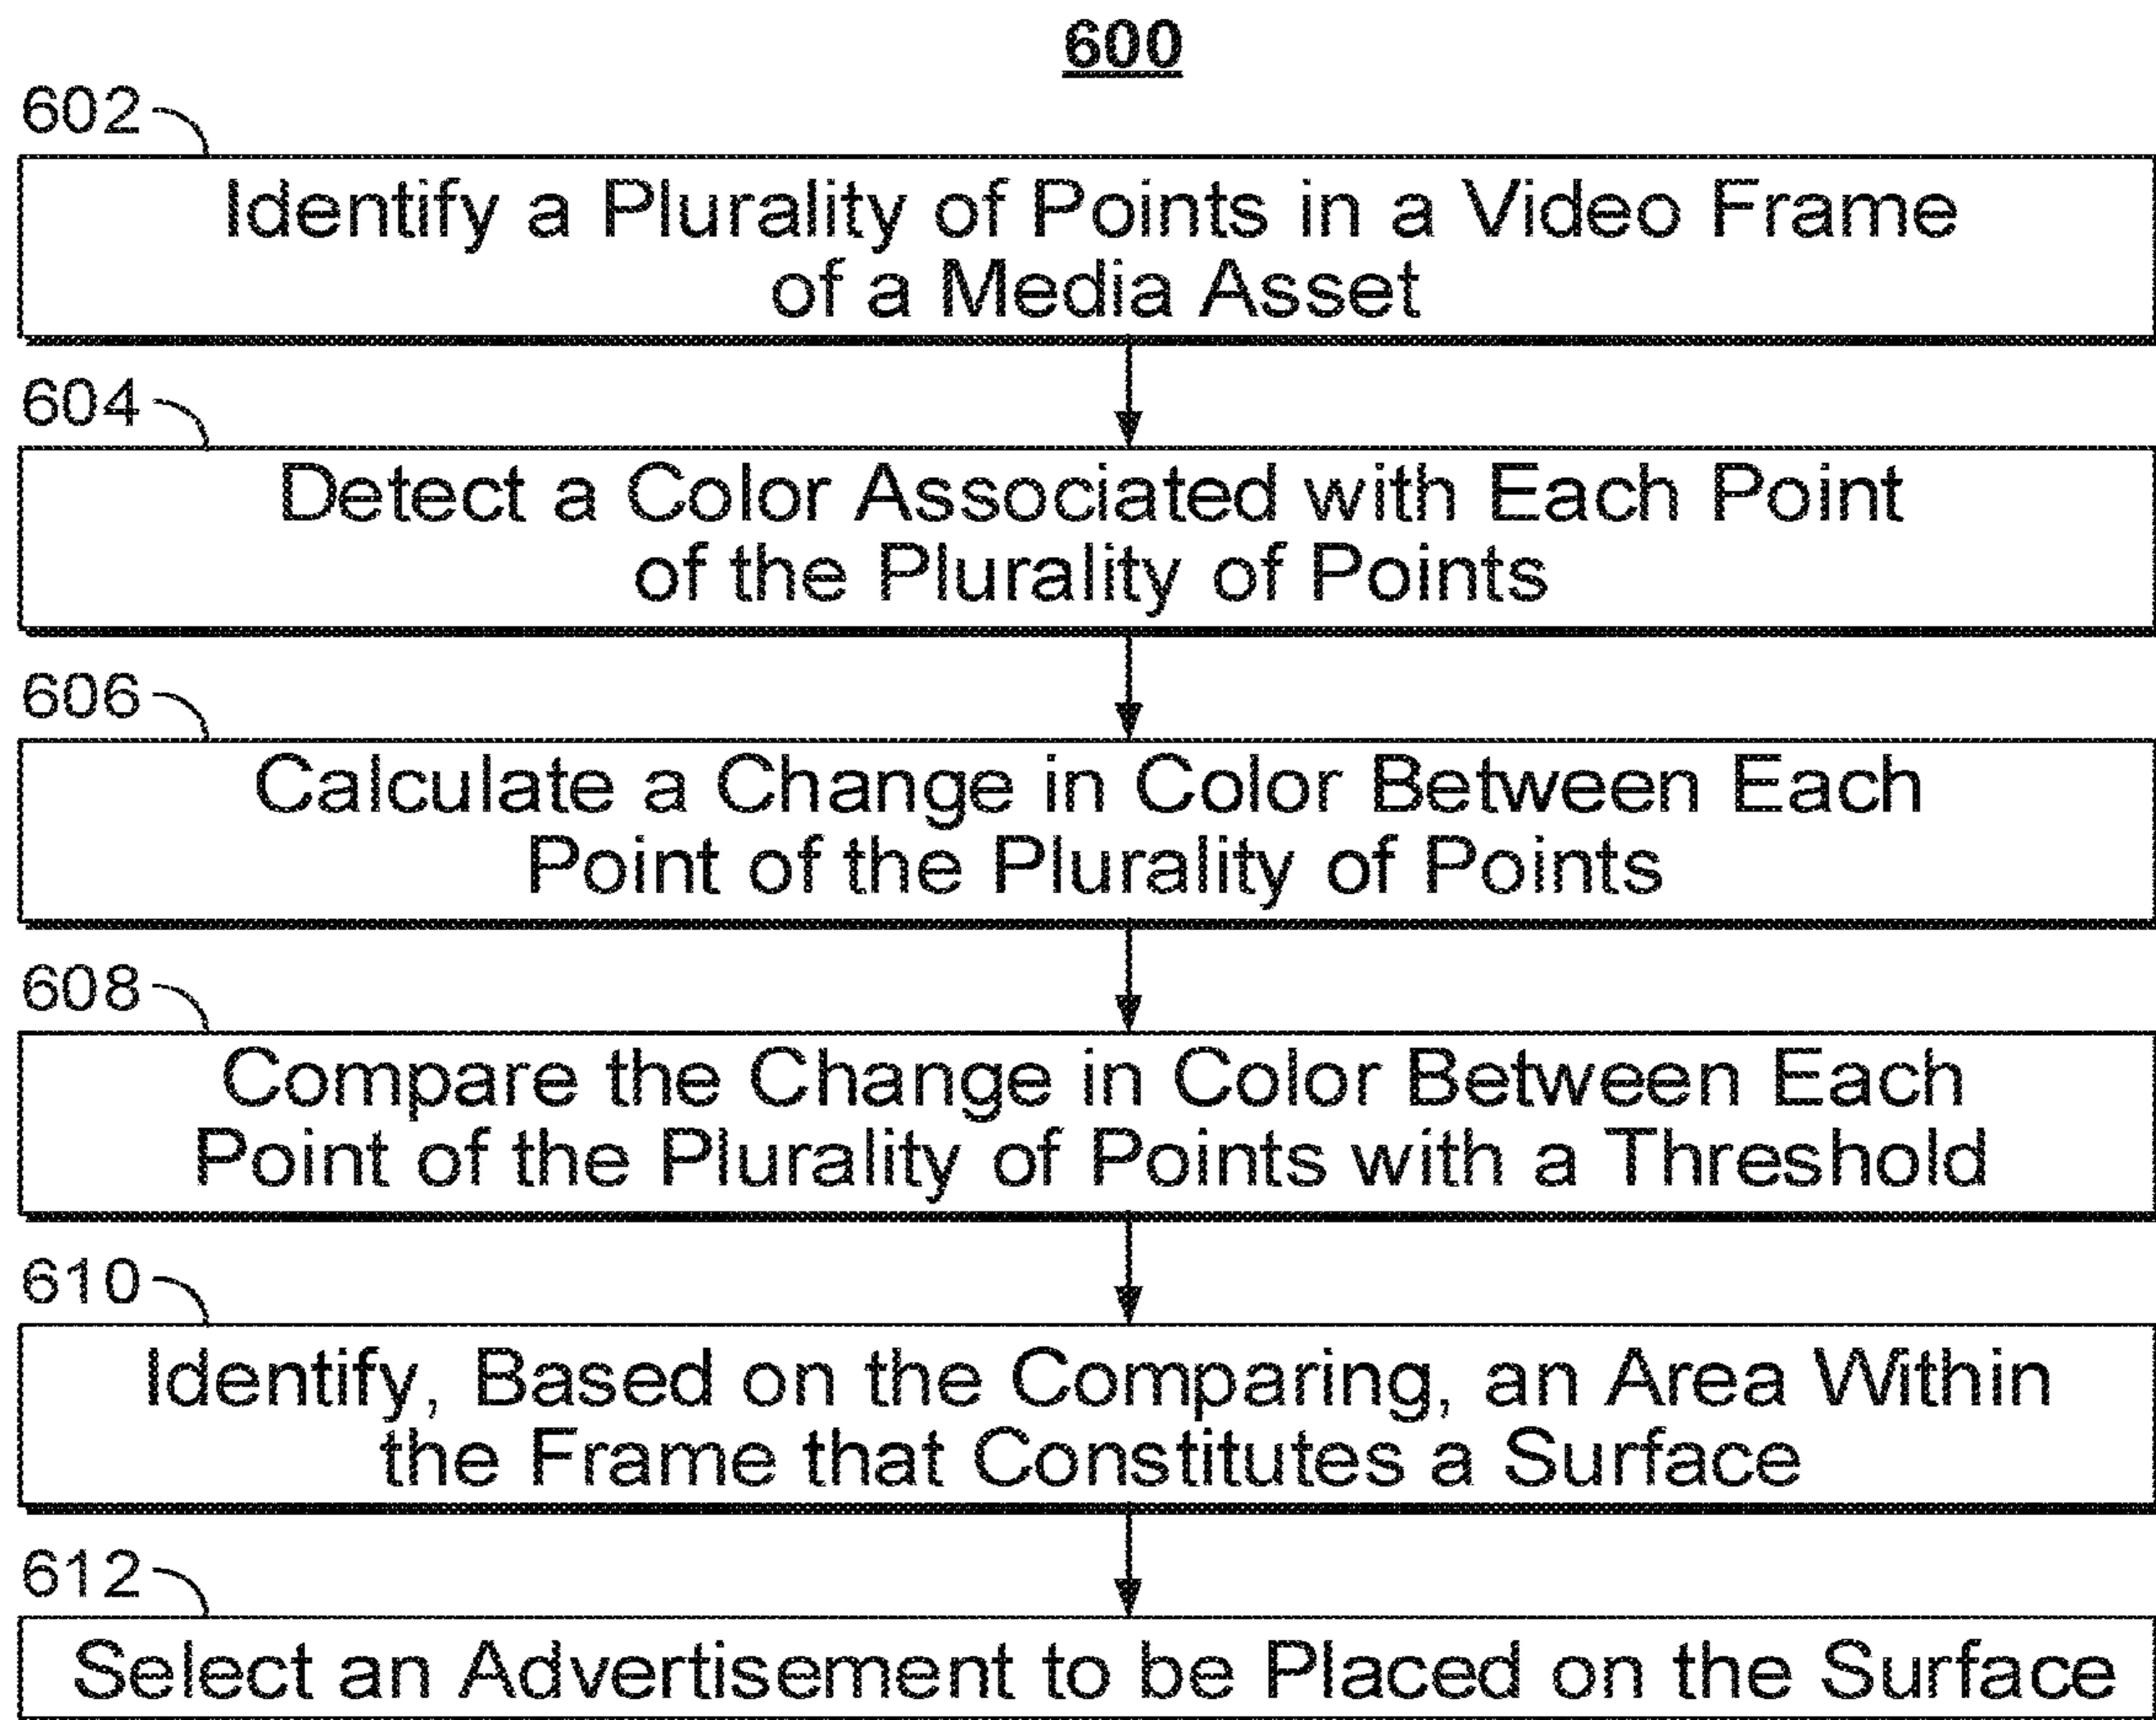 600
602
Identify a Plurality of Points in a Video Frame
of a Media Asset
604
Detect a Color Associated with Each Point
of the Plurality of Points
606
Calculate a Change in Color Between Each
Point of the Plurality of Points
608
Compare the Change in Color Between Each
Point of the Plurality of Points with a Threshold
610
Identify, Based on the Comparing, an Area Within
the Frame that Constitutes a Surface
612
Select an Advertisement to be Placed on the Surface